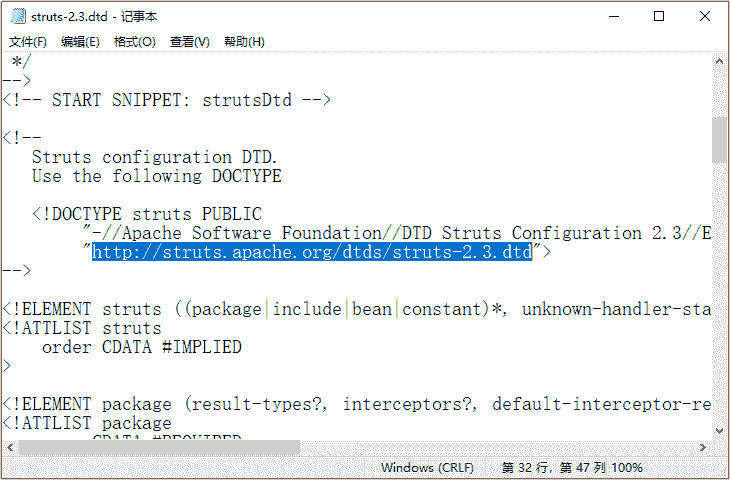 struts-2.3.dtd - 记事本
文件(F) 编辑(E) 格式(O) 查看(V) 帮助(H)
*/
-->
<!-- START SNIPPET: strutsDtd -->
<!--
Struts configuration DTD.
Use the following DOCTYPE
<!DOCTYPE struts PUBLIC
"-//Apache Software Foundation//DTD Struts Configuration 2.3//E
"http://struts.apache.org/dtds/struts-2.3.dtd">
-->
<!ELEMENT struts ((package|include|bean|constant)*, unknown-handler-sta
<!ATTLIST struts
order CDATA #IMPLIED
>
<!ELEMENT package (result-types?, interceptors?, default-interceptor-re
<!ATTLIST package
CDATA #REQUIRED
Windows (CRLF) 第 32 行，第 47 列 100%